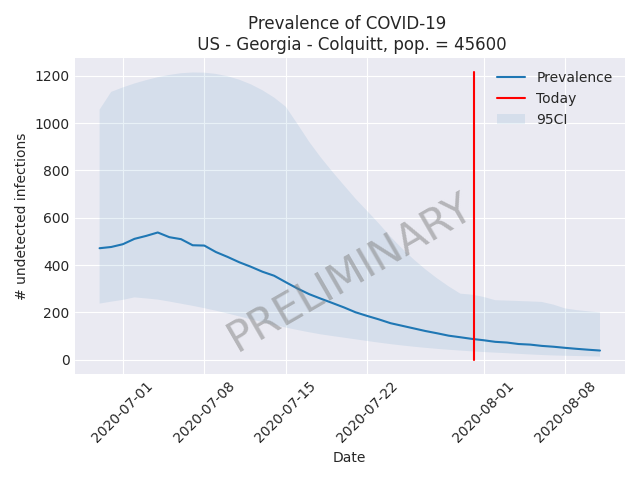 Prevalence of COVID-19
US - Georgia - Colquitt, pop. = 45600
1200
1000
800
600
400
200
0
# undetected infections
Prevalence
Today
95CI
PRELIMINARY
2020-07-01
2020-07-08
2020-07-15
2020-07-22
2020-08-01
2020-08-08
Date